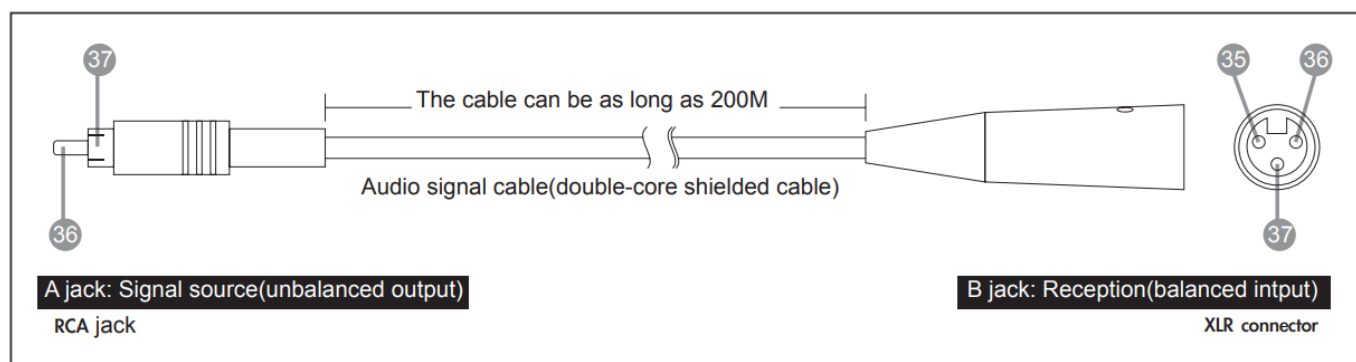 37
35
36
The cable can be as long as 200M
Audio signal cable(double-core shielded cable)
36
37
A jack: Signal source(unbalanced output)
B jack: Reception(balanced intput)
RCA jack
XLR connector